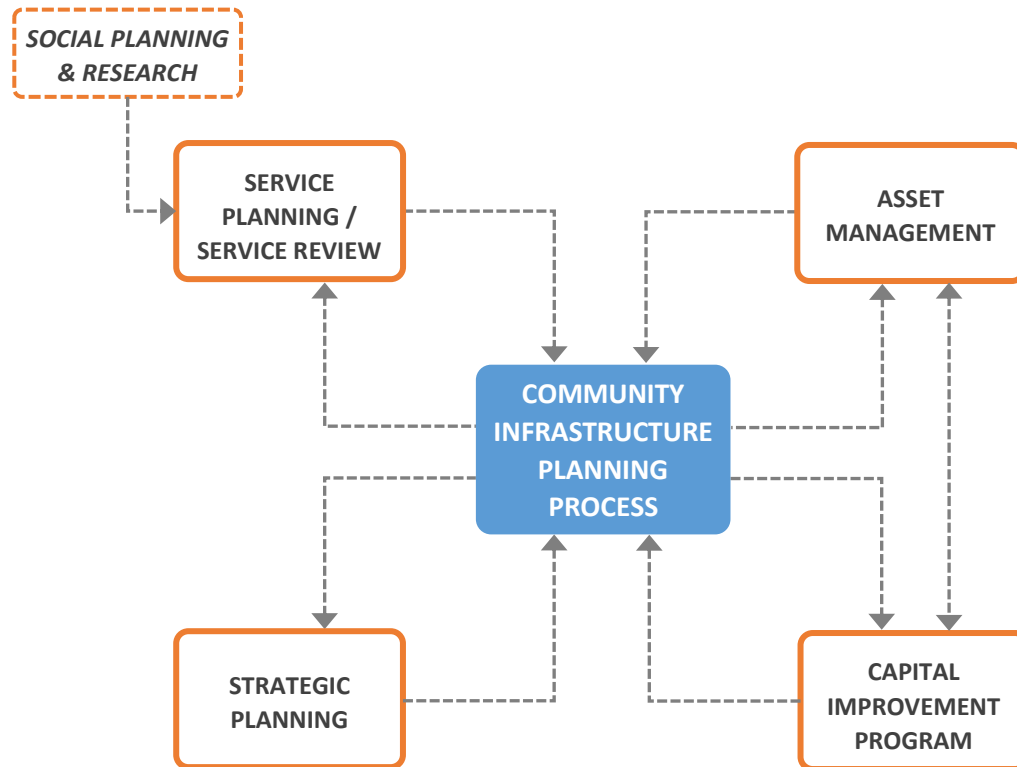 SOCIAL PLANNING
& RESEARCH
SERVICE
PLANNING /
SERVICE REVIEW
ASSET
MANAGEMENT
COMMUNITY
INFRASTRUCTURE
PLANNING
PROCESS
STRATEGIC
PLANNING
CAPITAL
IMPROVEMENT
PROGRAM